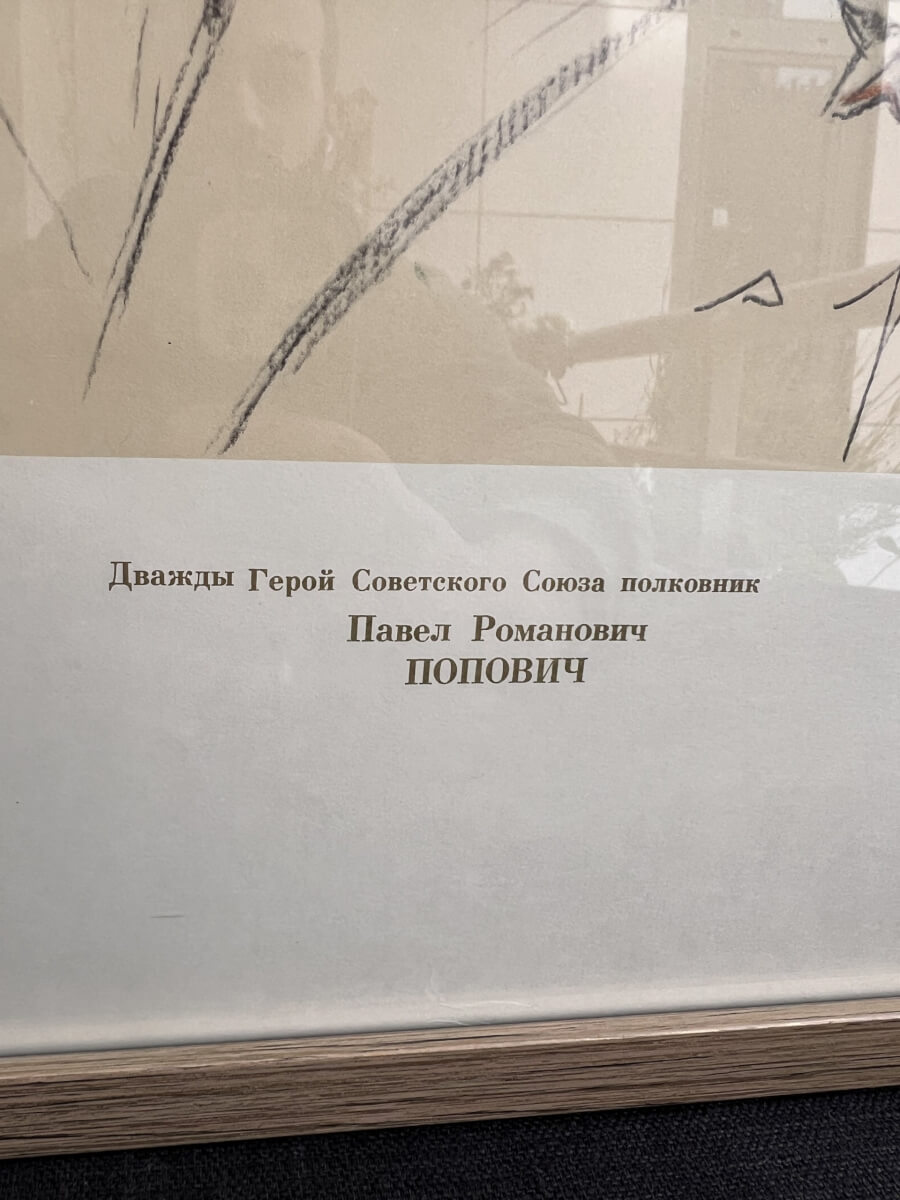 Дважды Герой Советского Союза полковник
Павел Романович
ПОПОВИЧ